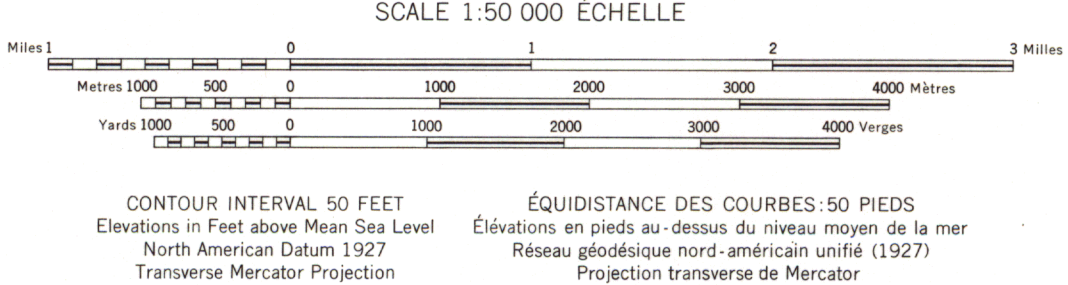 SCALE 1:50 000 ÉCHELLE
Miles 1 0 1 2 3 Milles
Metres 1000 500 0 1000 2000 3000 4000 Mètres
Yards 1000 500 0 1000 2000 3000 4000 Verges
CONTOUR INTERVAL 50 FEET
Elevations in Feet above Mean Sea Level
North American Datum 1927
Transverse Mercator Projection
ÉQUIDISTANCE DES COURBES: 50 PIEDS
Élévations en pieds au-dessus du niveau moyen de la mer
Réseau géodésique nord-américain unifié (1927)
Projection transverse de Mercator